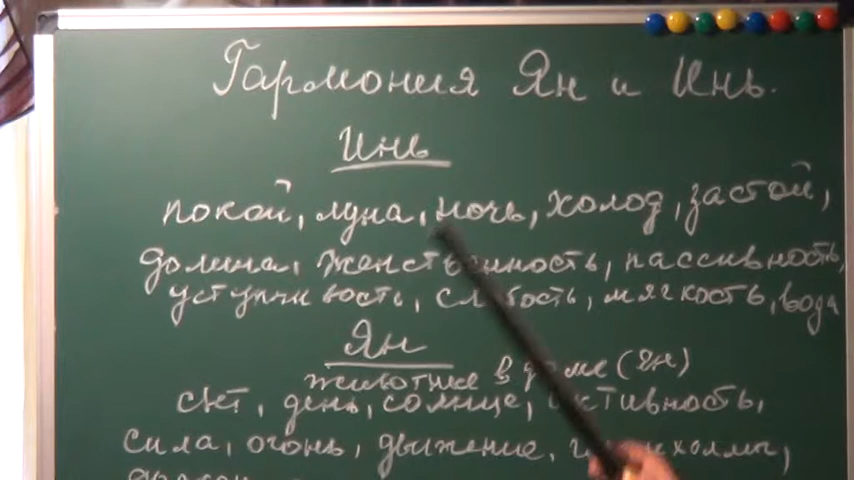 Гармония Ян и Инь.
Инь
покой, луна, ночь, холод, застой,
долина, женственность, пассивность,
уступчивость, слабость, мягкость, вода
Ян
животные в доме (Ян)
свет, день, солнце, активность,
сила, огонь, движение, холмы,